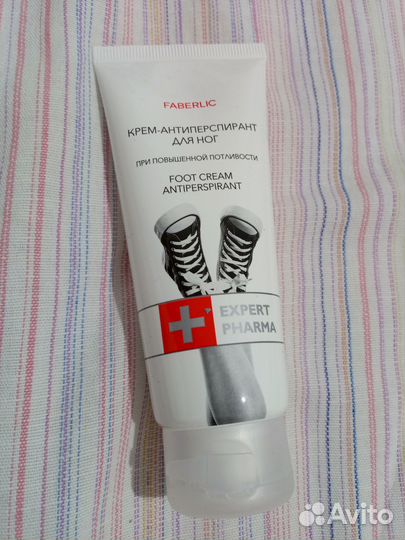 FABERLIC
КРЕМ-АНТИПЕРСПИРАНТ
ДЛЯ НОГ
ПРИ ПОВЫШЕННОЙ ПОТЛИВОСТИ
FOOT CREAM
ANTIPERSPIRANT
EXPERT
PHARMA
Avito